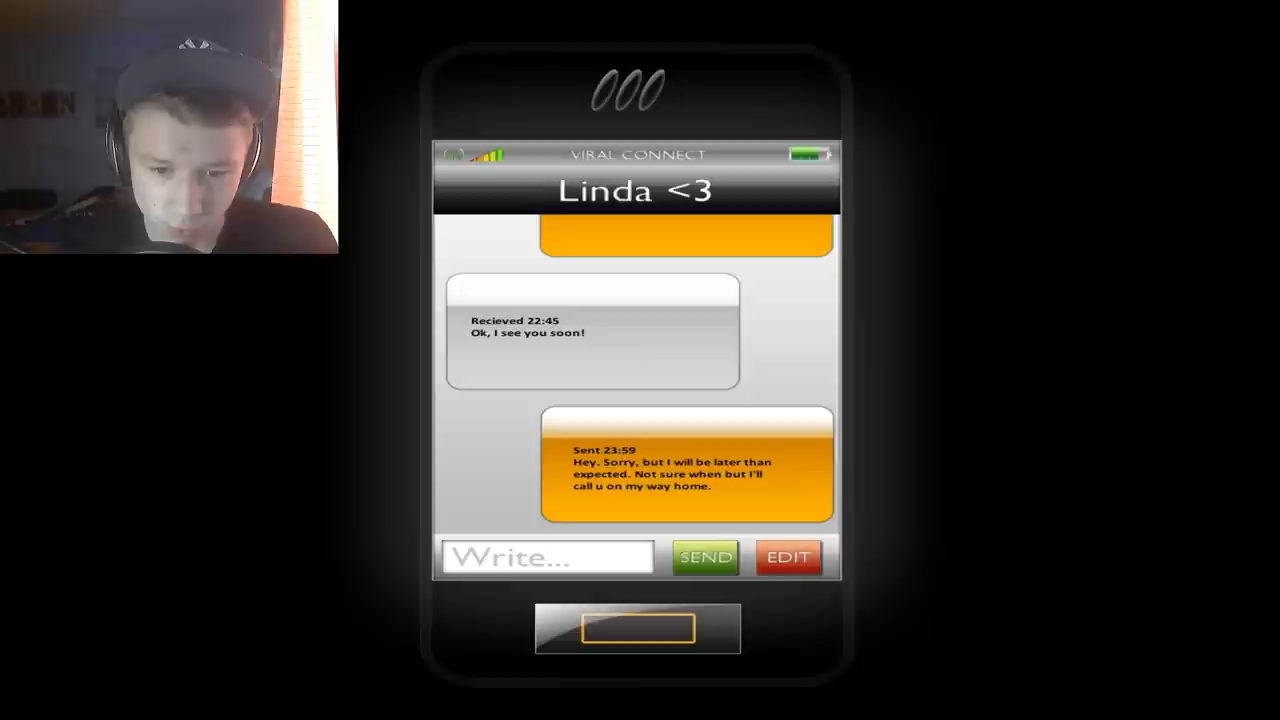 VIRAL CONNECT
Linda <3
Recieved 22:45
Ok, I see you soon!
Sent 23:59
Hey. Sorry, but I will be later than
expected. Not sure when but I'll
call u on my way home.
Write...
SEND
EDIT